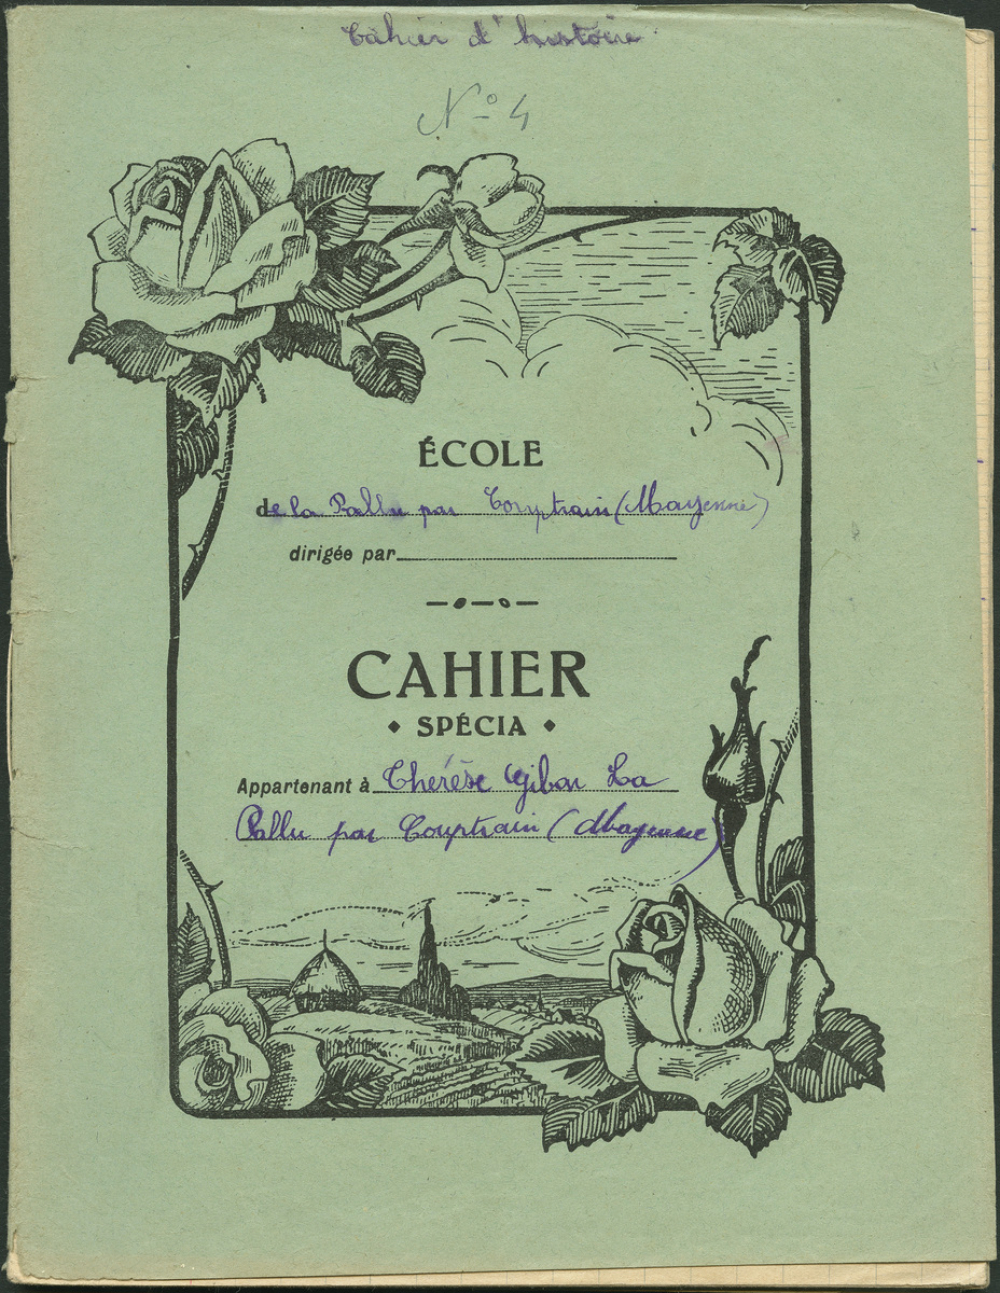 Cahier d'histoire
N° 4
ÉCOLE
de la Pallu par Couptrain (Mayenne)
dirigée par
CAHIER
SPÉCIA
Appartenant à Thérèse Gibon La
Pallu par Couptrain (Mayenne)